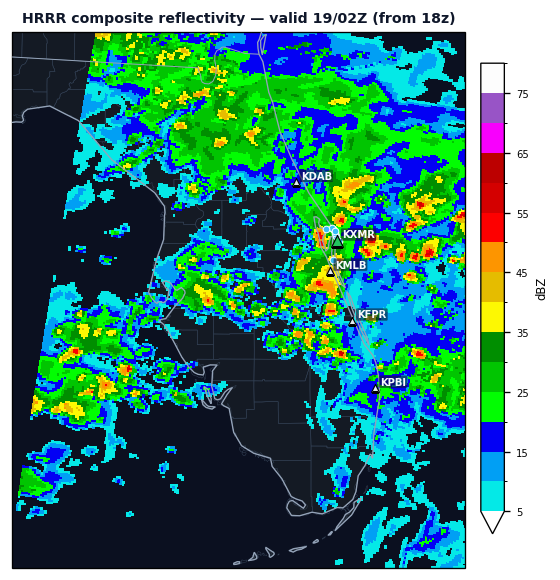 HRRR composite reflectivity — valid 19/02Z (from 18z)
KDAB
KXMR
KMLB
KFPR
KPBI
75
65
55
45
35
25
15
5
dBZ